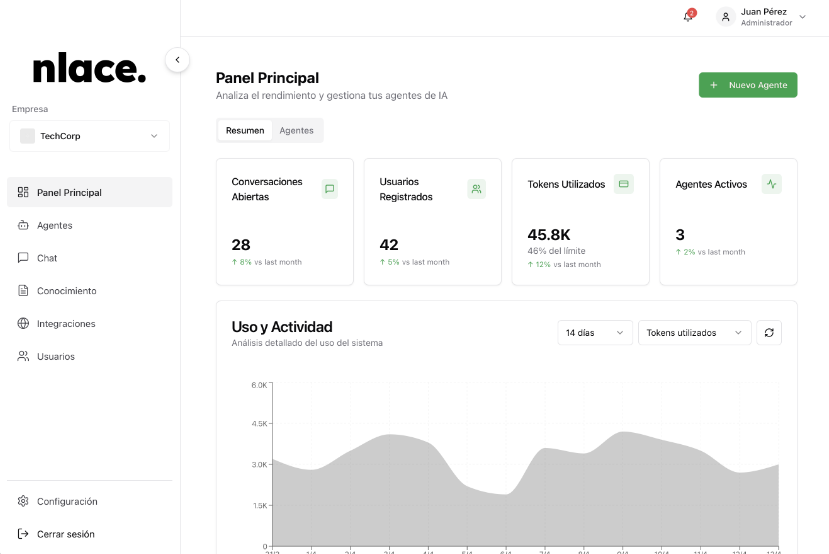 2
Juan Pérez
Administrador
nlace.
Empresa
TechCorp
Panel Principal
Agentes
Chat
Conocimiento
Integraciones
Usuarios
Configuración
Cerrar sesión
Panel Principal
Analiza el rendimiento y gestiona tus agentes de IA
+ Nuevo Agente
Resumen Agentes
Conversaciones
Abiertas
28
↑ 8% vs last month
Usuarios
Registrados
42
↑ 5% vs last month
Tokens Utilizados
45.8K
46% del límite
↑ 12% vs last month
Agentes Activos
3
↑ 2% vs last month
Uso y Actividad
Análisis detallado del uso del sistema
14 días
Tokens utilizados
6.0K
4.5K
3.0K
1.5K
0